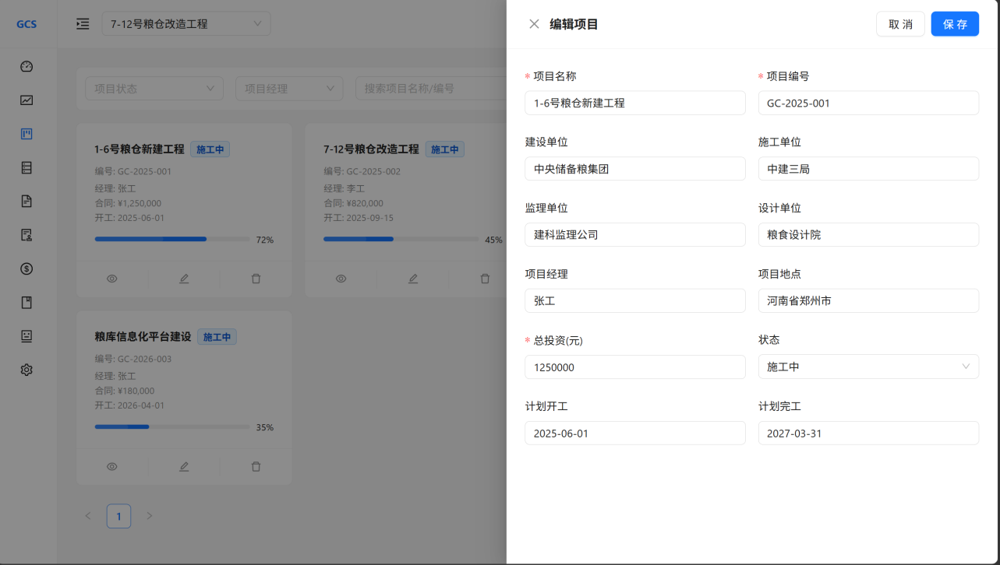 GCS
7-12号粮仓改造工程
项目状态
项目经理
搜索项目名称/编号
1-6号粮仓新建工程 施工中
编号: GC-2025-001
经理: 张工
合同: ¥1,250,000
开工: 2025-06-01
72%
7-12号粮仓改造工程 施工中
编号: GC-2025-002
经理: 李工
合同: ¥820,000
开工: 2025-09-15
45%
粮库信息化平台建设 施工中
编号: GC-2026-003
经理: 张工
合同: ¥180,000
开工: 2026-04-01
35%
1
编辑项目
取 消
保 存
* 项目名称
1-6号粮仓新建工程
* 项目编号
GC-2025-001
建设单位
中央储备粮集团
施工单位
中建三局
监理单位
建科监理公司
设计单位
粮食设计院
项目经理
张工
项目地点
河南省郑州市
* 总投资(元)
1250000
状态
施工中
计划开工
2025-06-01
计划完工
2027-03-31